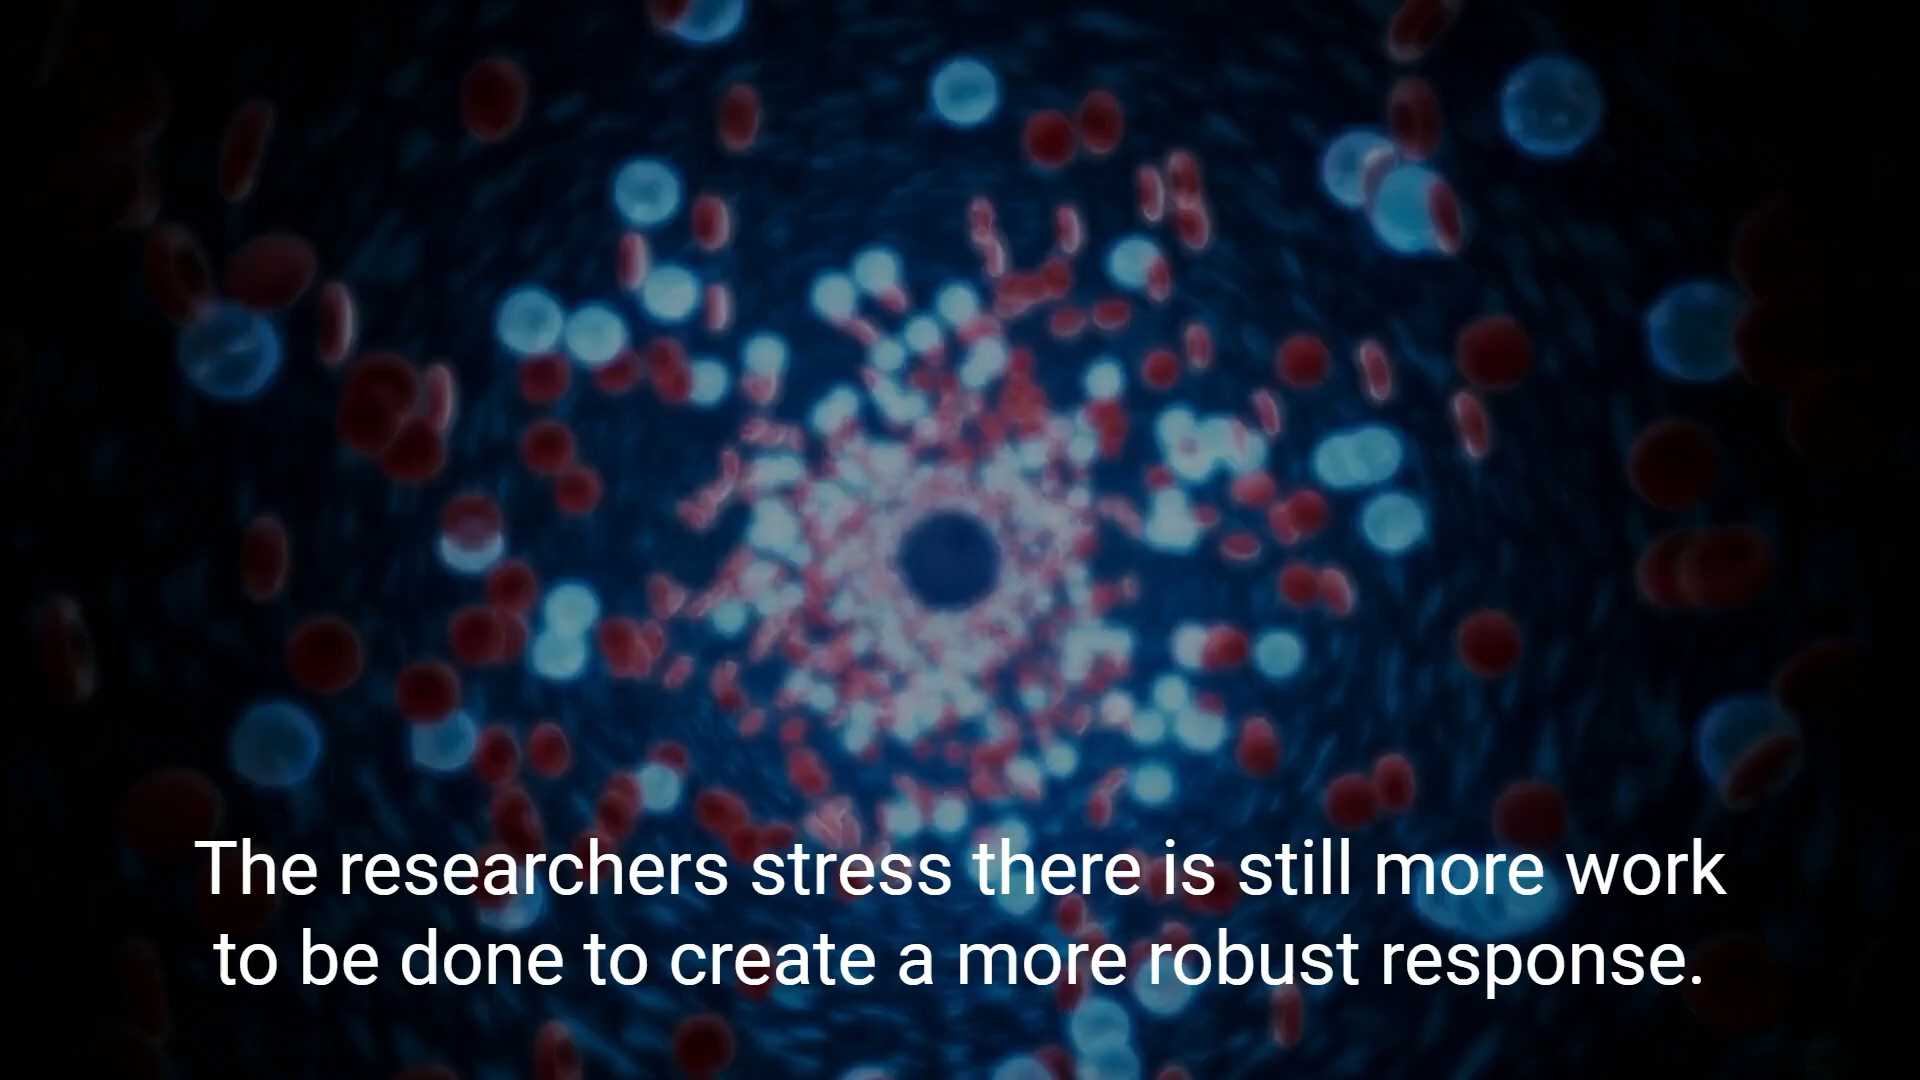 The researchers stress there is still more work
to be done to create a more robust response.